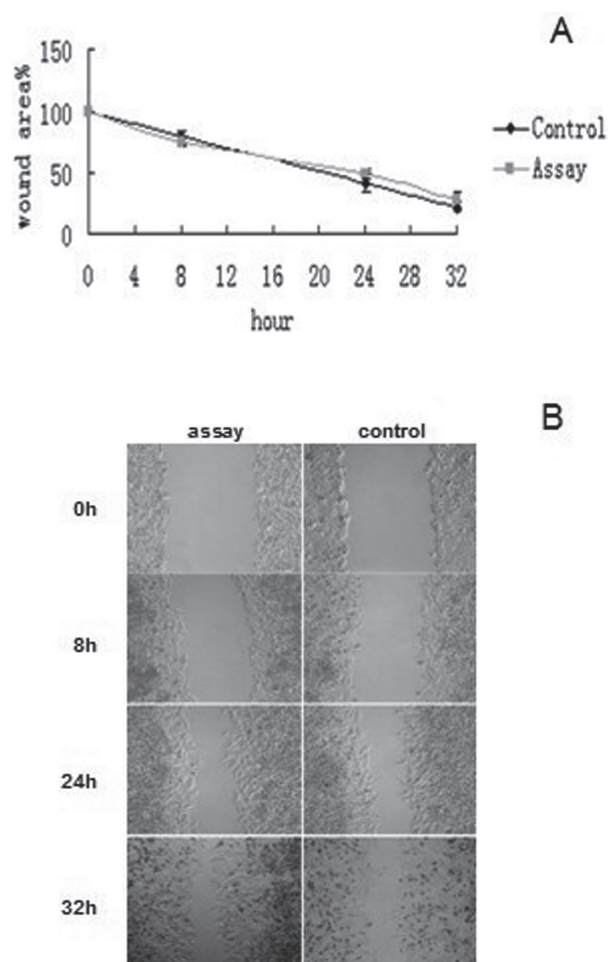 A
150
100
50
0
wound area%
0 4 8 12 16 20 24 28 32
hour
Control
Assay
B
assay control
0h
8h
24h
32h